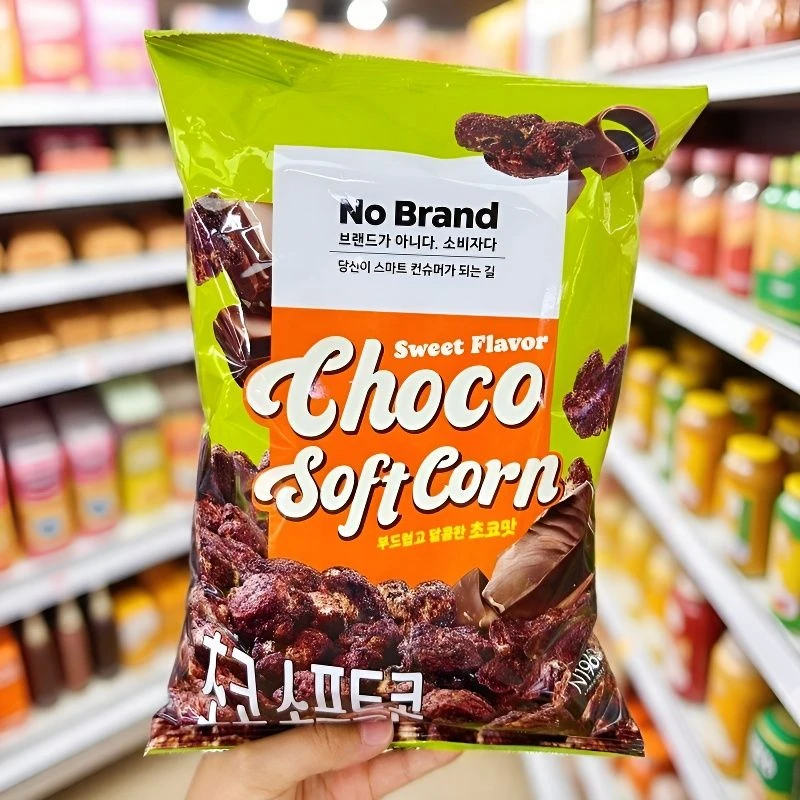 No Brand
브랜드가 아니다. 소비자다
당신이 스마트 컨슈머가 되는 길
Sweet Flavor
Choco
Soft Corn
부드럽고 달콤한 초코맛
초코 소프트콘